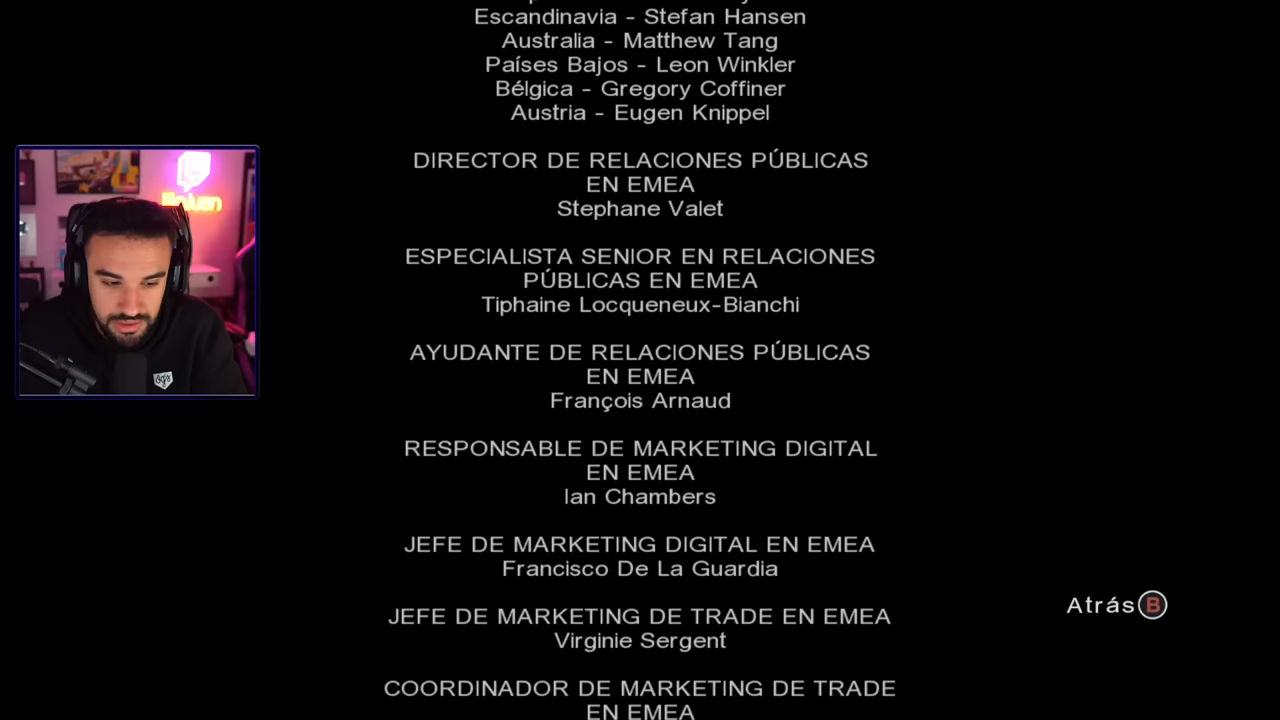 Escandinavia - Stefan Hansen
Australia - Matthew Tang
Países Bajos - Leon Winkler
Bélgica - Gregory Coffiner
Austria - Eugen Knippel
DIRECTOR DE RELACIONES PÚBLICAS
EN EMEA
Stephane Valet
ESPECIALISTA SENIOR EN RELACIONES
PÚBLICAS EN EMEA
Tiphaine Locqueneux-Bianchi
AYUDANTE DE RELACIONES PÚBLICAS
EN EMEA
François Arnaud
RESPONSABLE DE MARKETING DIGITAL
EN EMEA
Ian Chambers
JEFE DE MARKETING DIGITAL EN EMEA
Francisco De La Guardia
Atrás B
JEFE DE MARKETING DE TRADE EN EMEA
Virginie Sergent
COORDINADOR DE MARKETING DE TRADE
EN EMEA